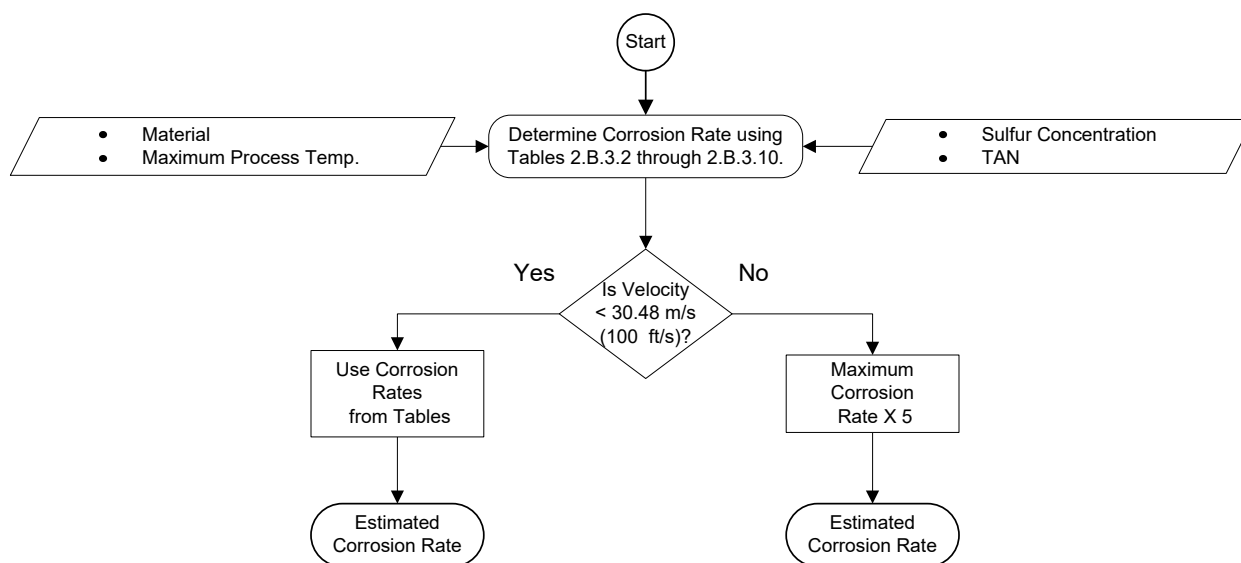 Start
• Material
• Maximum Process Temp.
Determine Corrosion Rate using
Tables 2.B.3.2 through 2.B.3.10.
• Sulfur Concentration
• TAN
Yes
No
Is Velocity
< 30.48 m/s
(100 ft/s)?
Use Corrosion
Rates
from Tables
Maximum
Corrosion
Rate X 5
Estimated
Corrosion Rate
Estimated
Corrosion Rate